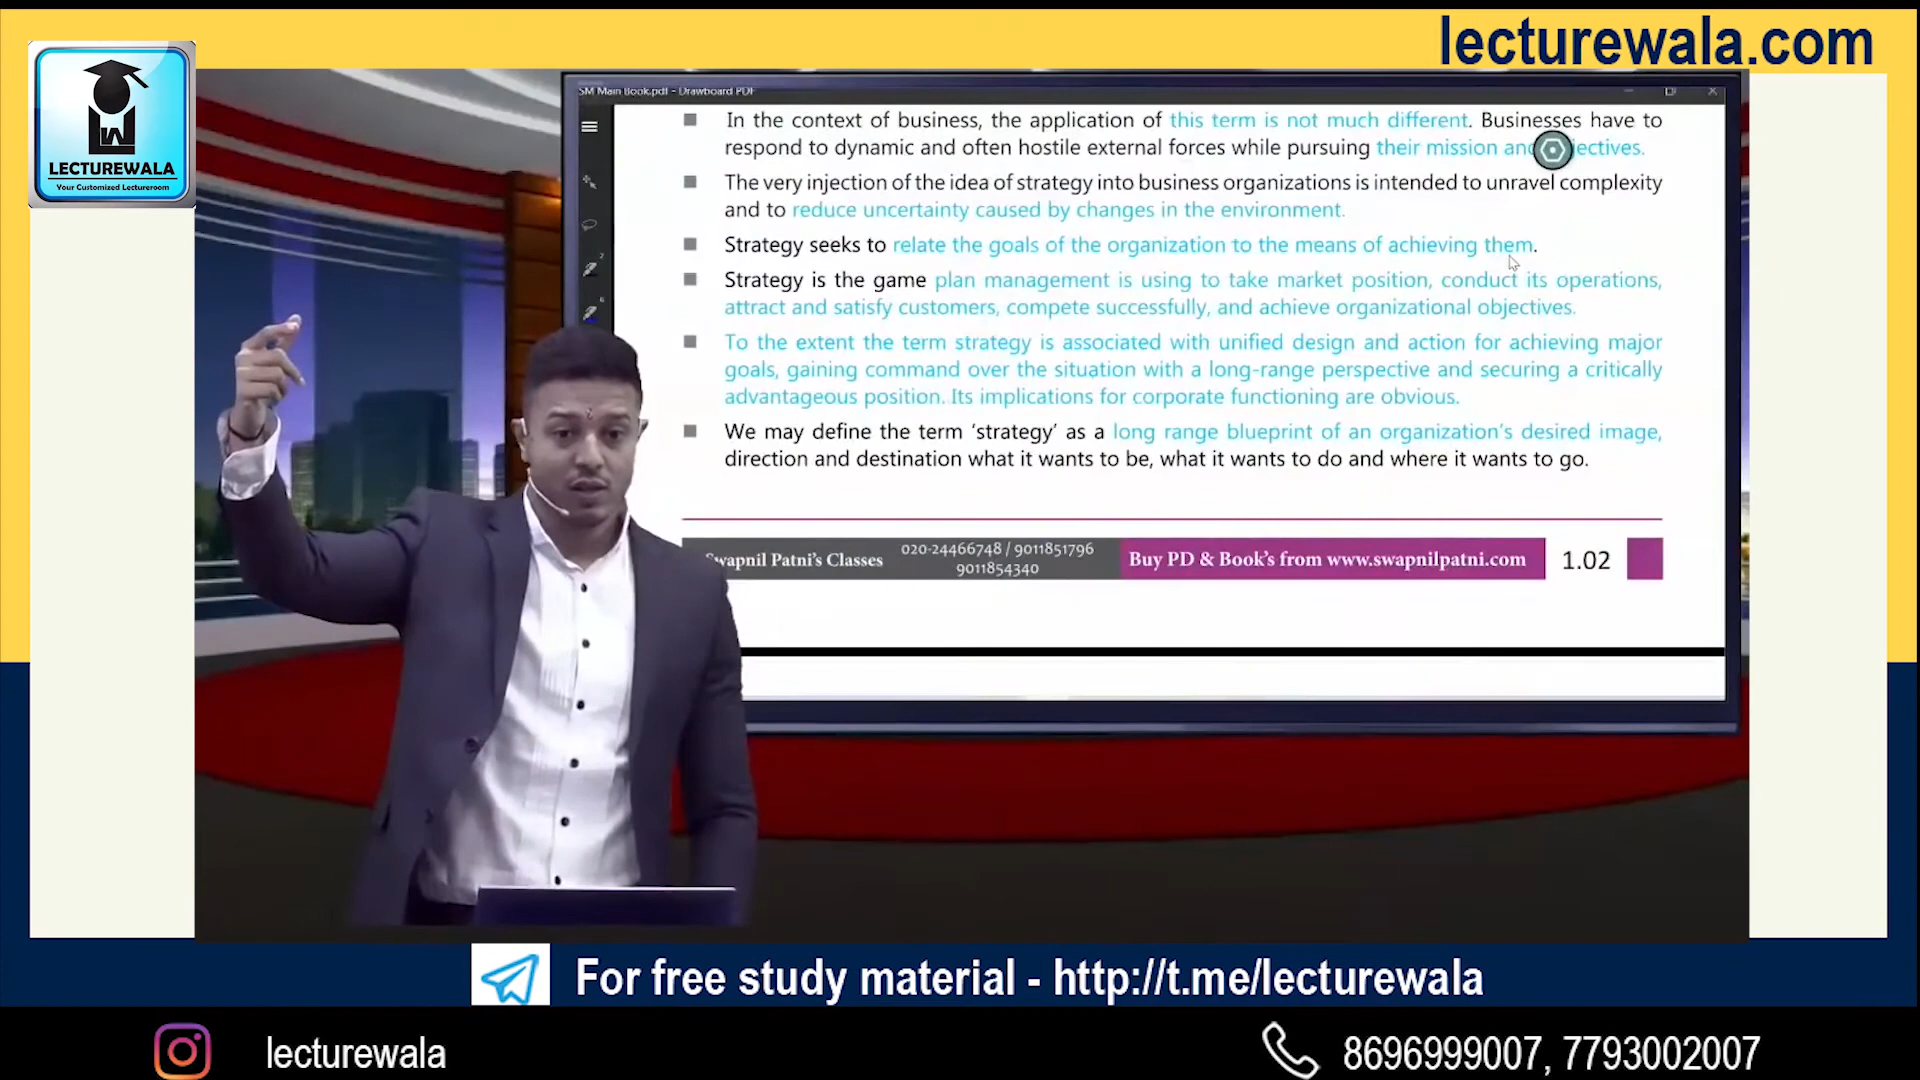 lecturewala.com
LECTUREWALA
Your Customized Lectureroom
SM Main Book.pdf - Drawboard PDF
In the context of business, the application of this term is not much different. Businesses have to
respond to dynamic and often hostile external forces while pursuing their mission and jectives.
The very injection of the idea of strategy into business organizations is intended to unravel complexity
and to reduce uncertainty caused by changes in the environment.
Strategy seeks to relate the goals of the organization to the means of achieving them.
Strategy is the game plan management is using to take market position, conduct its operations,
attract and satisfy customers, compete successfully, and achieve organizational objectives.
To the extent the term strategy is associated with unified design and action for achieving major
goals, gaining command over the situation with a long-range perspective and securing a critically
advantageous position. Its implications for corporate functioning are obvious.
We may define the term ‘strategy’ as a long range blueprint of an organization's desired image,
direction and destination what it wants to be, what it wants to do and where it wants to go.
Swapnil Patni's Classes
020-24466748 / 9011851796
9011854340
Buy PD & Book's from www.swapnilpatni.com
1.02
For free study material - http://t.me/lecturewala
lecturewala
8696999007, 7793002007